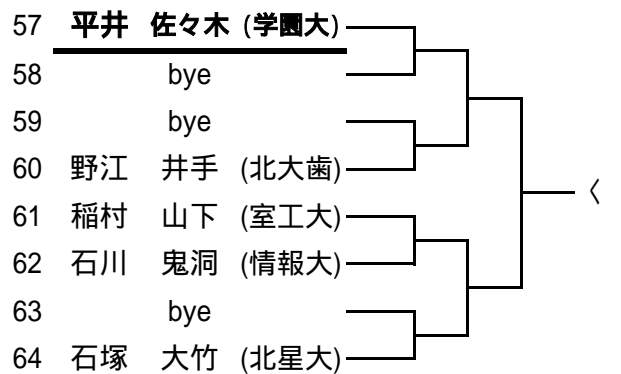 57 平井 佐々木 (学園大)
58 bye
59 bye
60 野江 井手 (北大歯)
61 稲村 山下 (室工大)
62 石川 鬼洞 (情報大)
63 bye
64 石塚 大竹 (北星大)
く